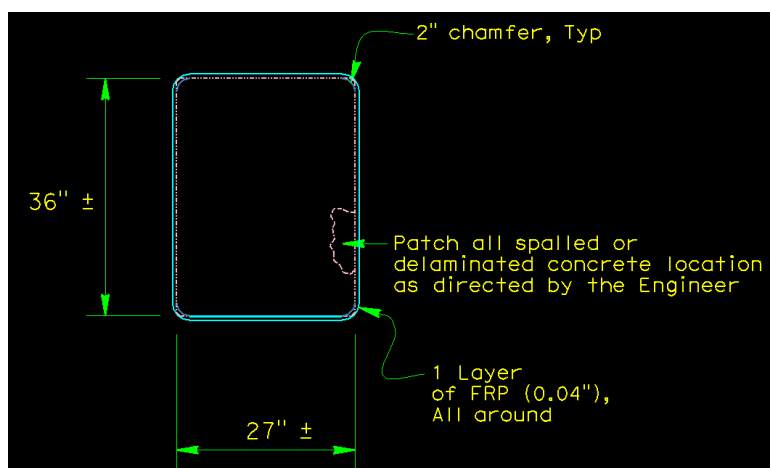 2" chamfer, Typ
36" ±
Patch all spalled or
delaminated concrete location
as directed by the Engineer
1 Layer
of FRP (0.04"),
All around
27" ±